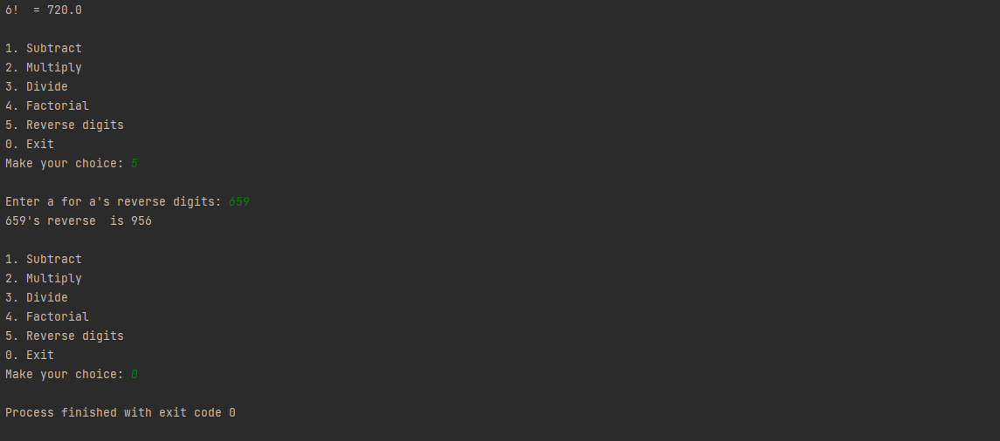 6!  = 720.0
1. Subtract
2. Multiply
3. Divide
4. Factorial
5. Reverse digits
0. Exit
Make your choice: 5
Enter a for a's reverse digits: 659
659's reverse  is 956
1. Subtract
2. Multiply
3. Divide
4. Factorial
5. Reverse digits
0. Exit
Make your choice: 0
Process finished with exit code 0